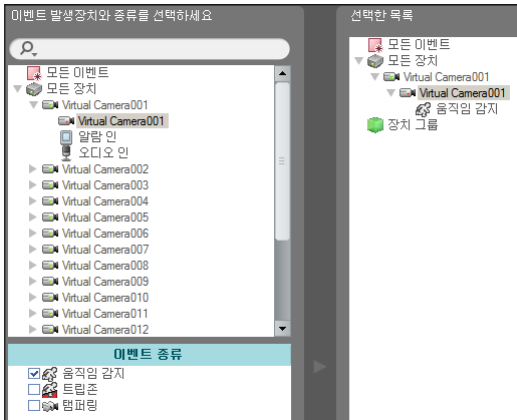 이벤트 발생장치와 종류를 선택하세요
모든 이벤트
모든 장치
Virtual Camera001
Virtual Camera001
알람 인
오디오 인
Virtual Camera002
Virtual Camera003
Virtual Camera004
Virtual Camera005
Virtual Camera006
Virtual Camera007
Virtual Camera008
Virtual Camera009
Virtual Camera010
Virtual Camera011
Virtual Camera012
이벤트 종류
움직임 감지
트립존
탬퍼링
선택한 목록
모든 이벤트
모든 장치
Virtual Camera001
Virtual Camera001
움직임 감지
장치 그룹